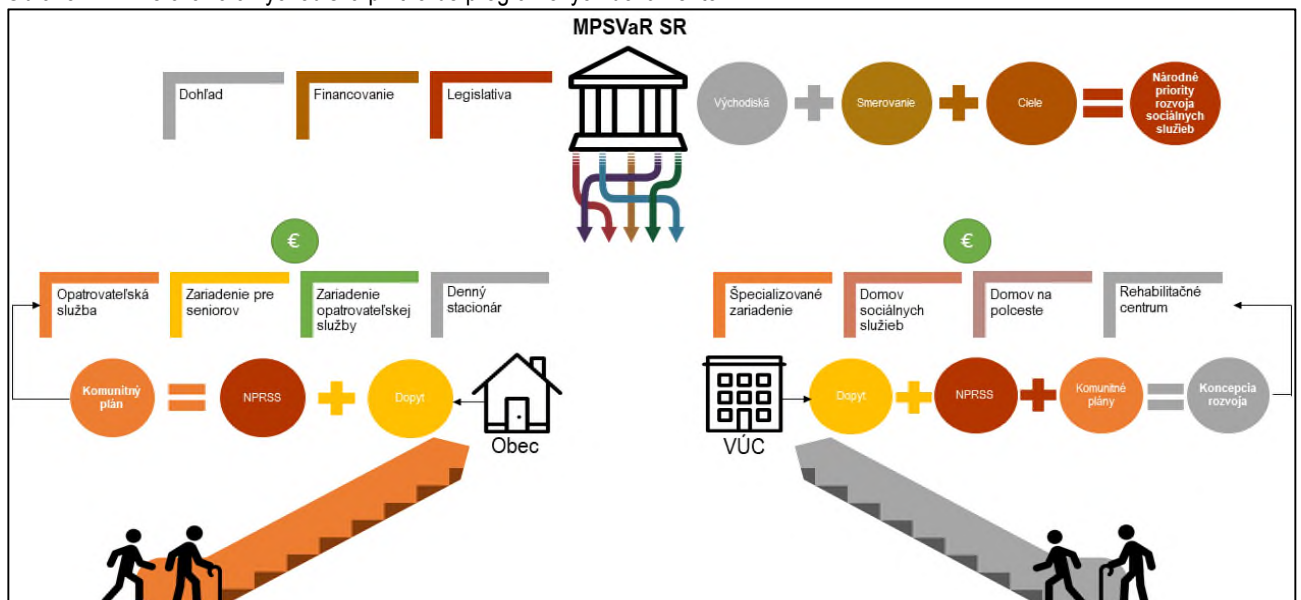 MPSVaR SR
Dohľad
Financovanie
Legislatíva
Východiská
Smerovanie
Ciele
Národné
priority
rozvoja
sociálnych
služieb
€
€
Opatrovateľská
služba
Zariadenie pre
seniorov
Zariadenie
opatrovateľskej
služby
Denný
stacionár
Špecializované
zariadenie
Domov
sociálnych
služieb
Domov na
polceste
Rehabilitačné
centrum
Komunitný
plán
NPRSS
Dopyt
Obec
VÚC
Dopyt
NPRSS
Komunitné
plány
Koncepcia
rozvoja